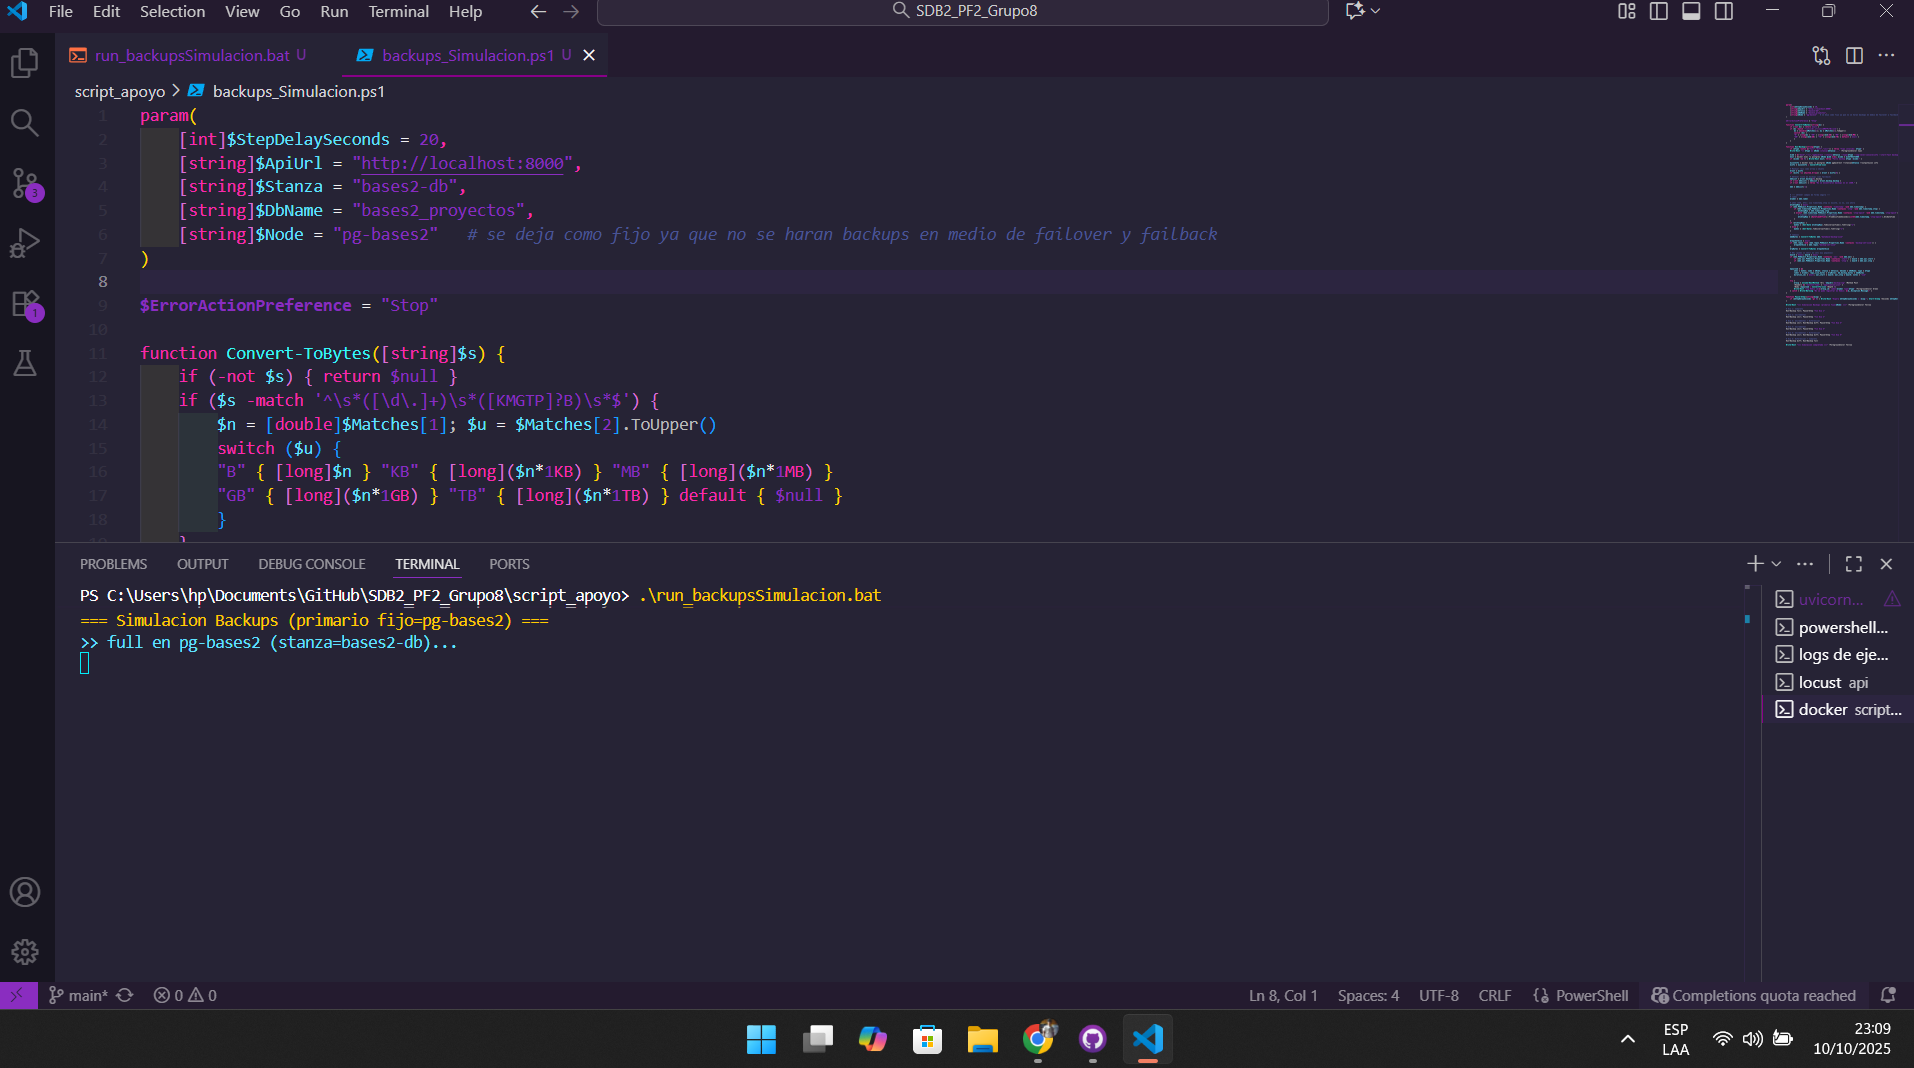 File Edit Selection View Go Run Terminal Help
SDB2_PF2_Grupo8
run_backupsSimulacion.bat U
backups_Simulacion.ps1 U
script_apoyo > backups_Simulacion.ps1
1 param(
2 [int]$StepDelaySeconds = 20,
3 [string]$ApiUrl = "http://localhost:8000",
4 [string]$Stanza = "bases2-db",
5 [string]$DbName = "bases2_proyectos",
6 [string]$Node = "pg-bases2" # se deja como fijo ya que no se haran backups en medio de failover y failback
7 )
8
9 $ErrorActionPreference = "Stop"
10
11 function Convert-ToBytes([string]$s) {
12 if (-not $s) { return $null }
13 if ($s -match '^\s*([\d\.]+)\s*([KMGTP]?B)\s*$') {
14 $n = [double]$Matches[1]; $u = $Matches[2].ToUpper()
15 switch ($u) {
16 "B" { [long]$n } "KB" { [long]($n*1KB) } "MB" { [long]($n*1MB) }
17 "GB" { [long]($n*1GB) } "TB" { [long]($n*1TB) } default { $null }
18 }
19 }
PROBLEMS OUTPUT DEBUG CONSOLE TERMINAL PORTS
PS C:\Users\hp\Documents\GitHub\SDB2_PF2_Grupo8\script_apoyo> .\run_backupsSimulacion.bat
=== Simulacion Backups (primario fijo=pg-bases2) ===
>> full en pg-bases2 (stanza=bases2-db)...
uvicorn...
powershell...
logs de eje...
locust api
docker script...
3
1
main* 0 0
Ln 8, Col 1 Spaces: 4 UTF-8 CRLF PowerShell Completions quota reached
ESP
LAA
23:09
10/10/2025